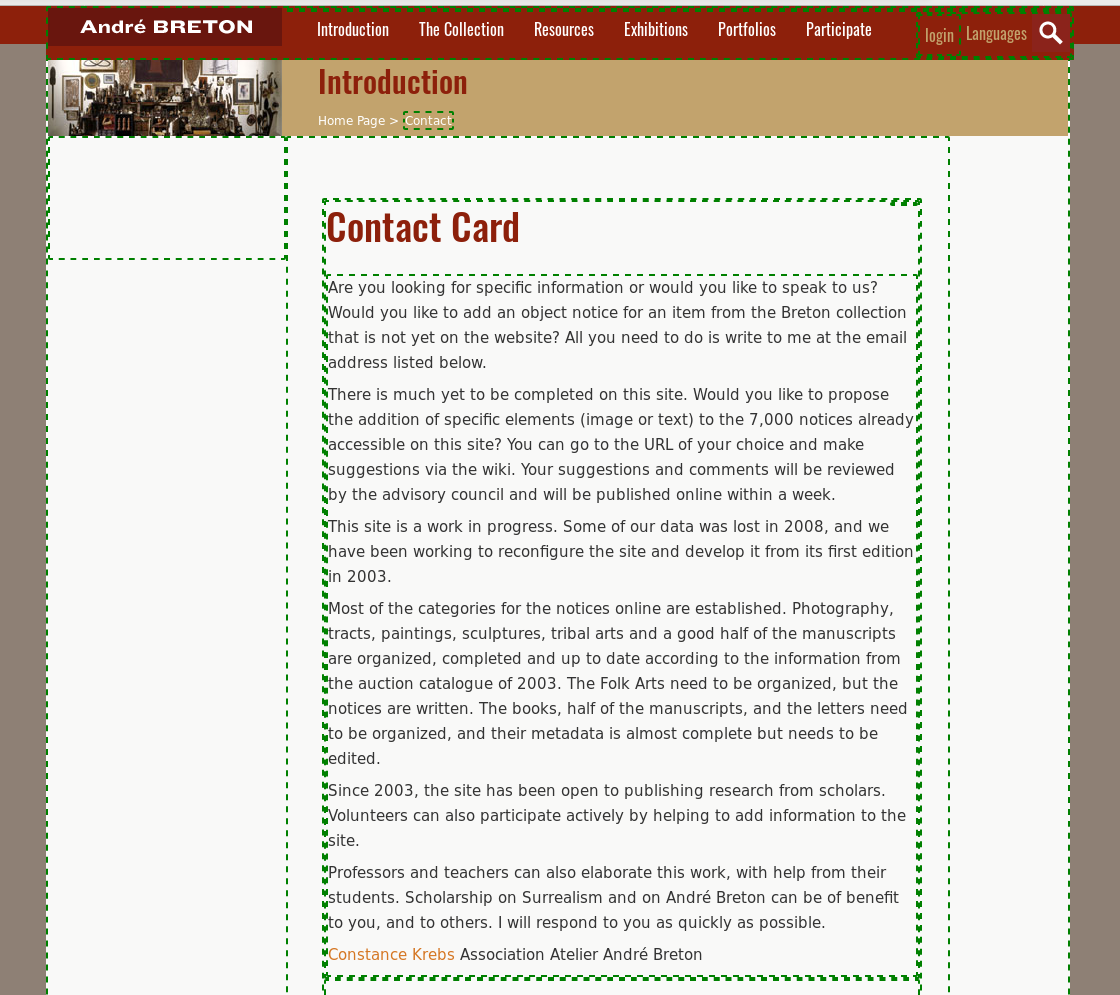 André BRETON
Introduction The Collection Resources Exhibitions Portfolios Participate login Languages
Introduction
Home Page > Contact
Contact Card
Are you looking for specific information or would you like to speak to us?
Would you like to add an object notice for an item from the Breton collection
that is not yet on the website? All you need to do is write to me at the email
address listed below.
There is much yet to be completed on this site. Would you like to propose
the addition of specific elements (image or text) to the 7,000 notices already
accessible on this site? You can go to the URL of your choice and make
suggestions via the wiki. Your suggestions and comments will be reviewed
by the advisory council and will be published online within a week.
This site is a work in progress. Some of our data was lost in 2008, and we
have been working to reconfigure the site and develop it from its first edition
in 2003.
Most of the categories for the notices online are established. Photography,
tracts, paintings, sculptures, tribal arts and a good half of the manuscripts
are organized, completed and up to date according to the information from
the auction catalogue of 2003. The Folk Arts need to be organized, but the
notices are written. The books, half of the manuscripts, and the letters need
to be organized, and their metadata is almost complete but needs to be
edited.
Since 2003, the site has been open to publishing research from scholars.
Volunteers can also participate actively by helping to add information to the
site.
Professors and teachers can also elaborate this work, with help from their
students. Scholarship on Surrealism and on André Breton can be of benefit
to you, and to others. I will respond to you as quickly as possible.
Constance Krebs Association Atelier André Breton